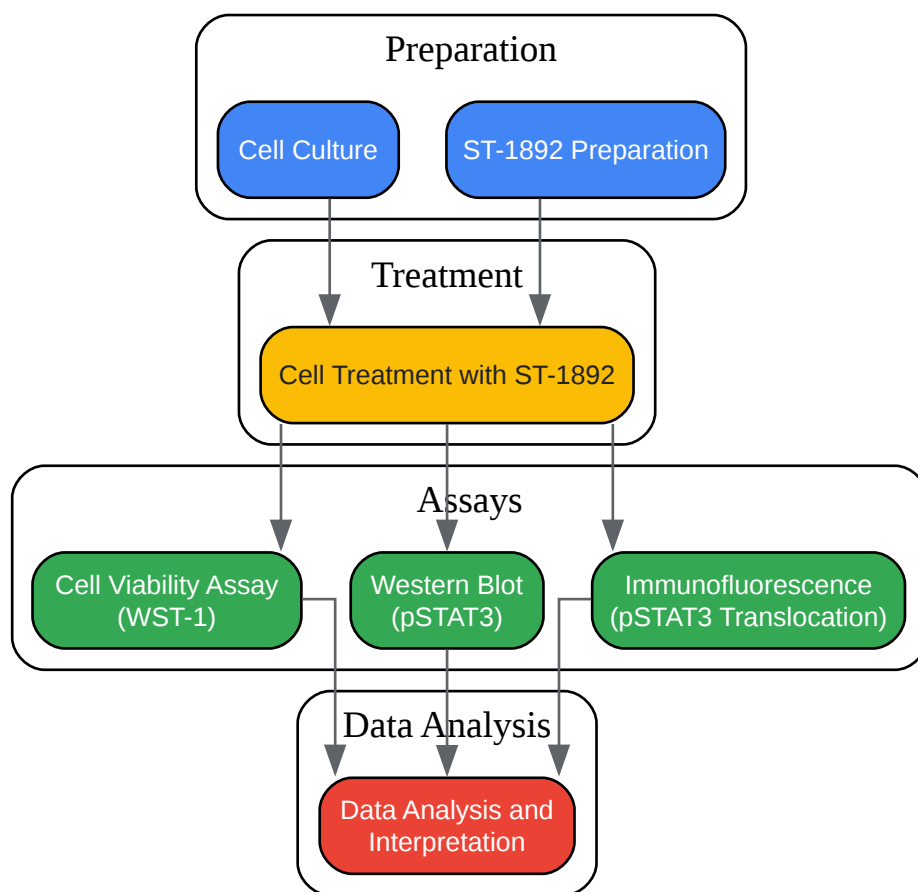 Preparation
Cell Culture
ST-1892 Preparation
Treatment
Cell Treatment with ST-1892
Assays
Cell Viability Assay
(WST-1)
Western Blot
(pSTAT3)
Immunofluorescence
(pSTAT3 Translocation)
Data Analysis
Data Analysis and
Interpretation